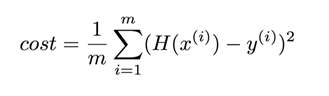 cost = \frac{1}{m} \sum_{i=1}^{m} (H(x^{(i)}) - y^{(i)})^2